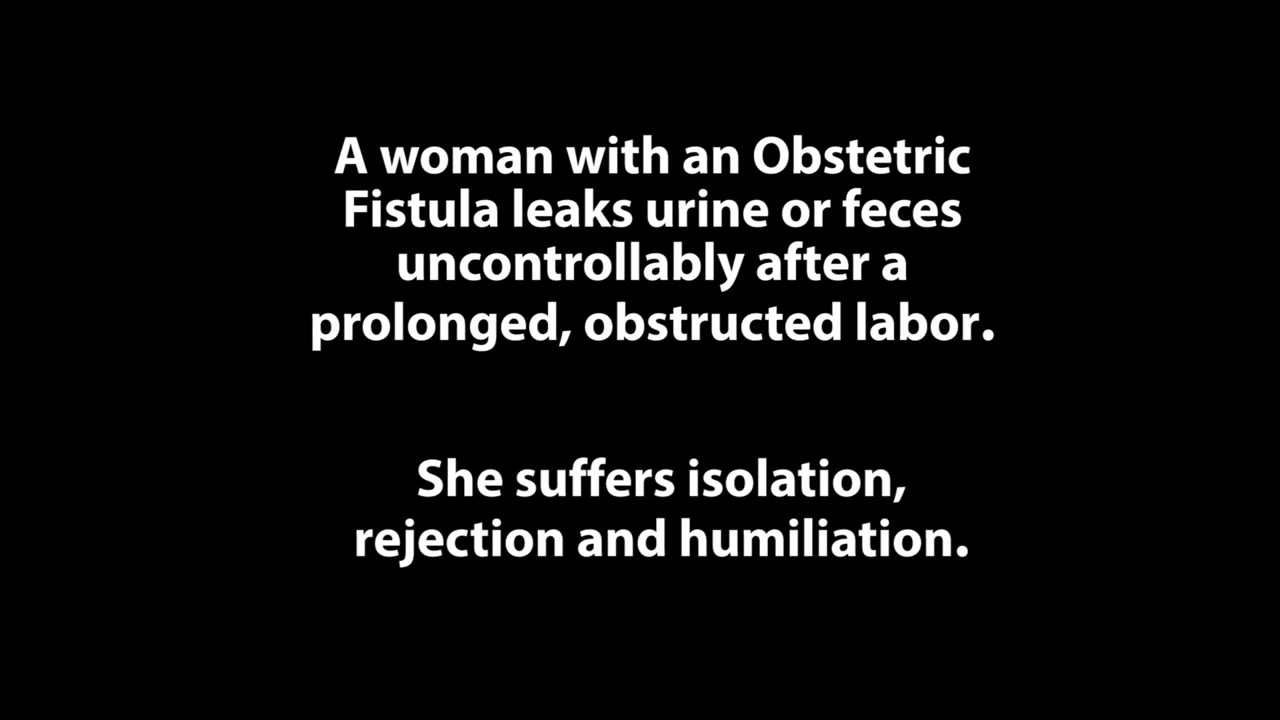 A woman with an Obstetric
Fistula leaks urine or feces
uncontrollably after a
prolonged, obstructed labor.
She suffers isolation,
rejection and humiliation.